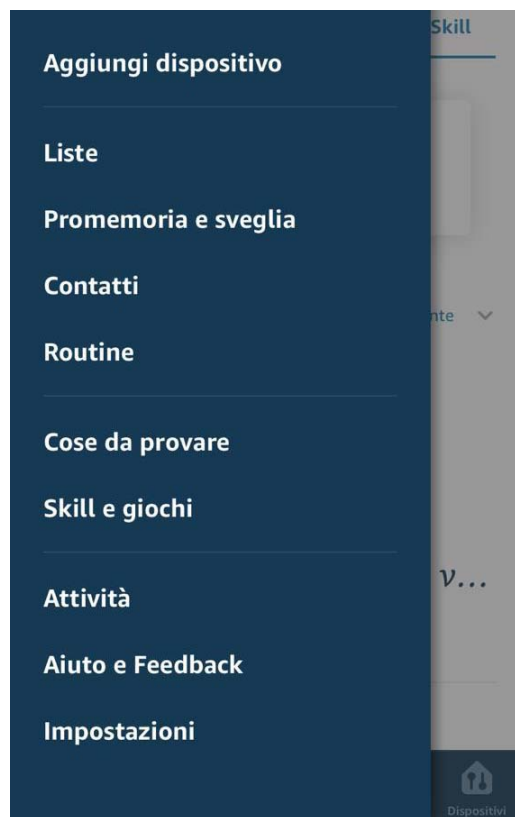 Skill
Aggiungi dispositivo
Liste
Promemoria e sveglia
Contatti
Routine
Cose da provare
Skill e giochi
Attività
Aiuto e Feedback
Impostazioni
Dispositivi